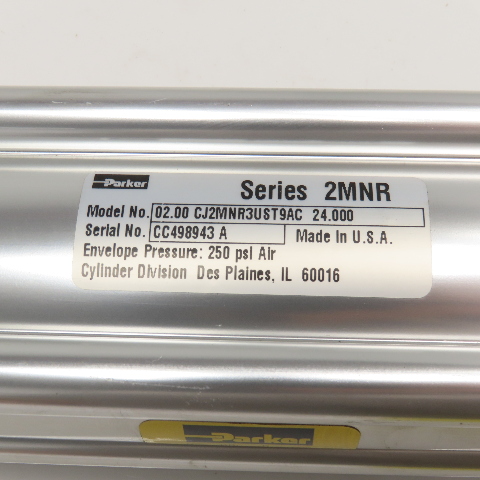 Parker
Series 2MNR
Model No. 02.00 CJ2MNR3UST9AC 24.000
Serial No. CC498943 A Made In U.S.A.
Envelope Pressure: 250 psi Air
Cylinder Division Des Plaines, IL 60016
Parker